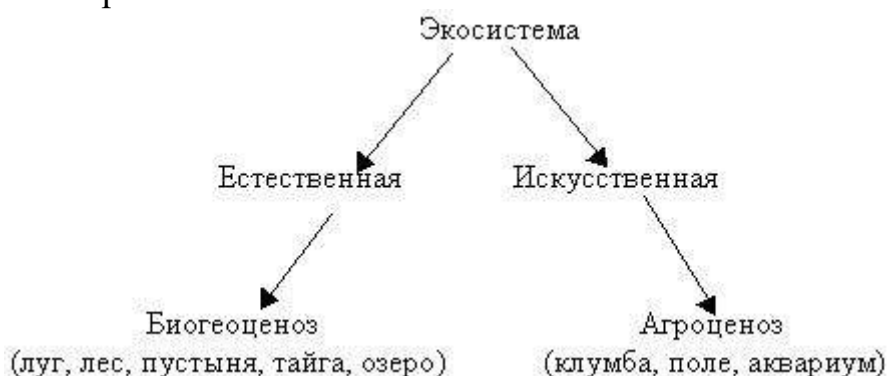 Экосистема
Естественная Искусственная
Биогеоценоз Агроценоз
(луг, лес, пустыня, тайга, озеро) (клумба, поле, аквариум)